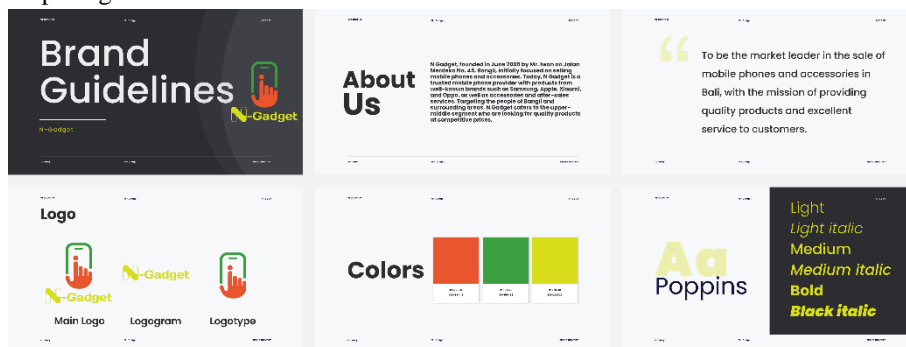 Brand
Guidelines
N-Gadget
N-Gadget
About
Us
N Gadget, founded in June 2006 by Mr. Iwan on Jalan
Merdeka No. 45, Bangli, initially focused on selling
mobile phones and accessories. Today, N Gadget is a
trusted mobile phone provider with products from
well-known brands such as Samsung, Apple, Xiaomi,
and Oppo, as well as accessories and after-sales
services. Targeting the people of Bangli and
surrounding areas, N Gadget caters to the upper-
middle segment who are looking for quality products
at competitive prices.
“
To be the market leader in the sale of
mobile phones and accessories in
Bali, with the mission of providing
quality products and excellent
service to customers.
Logo
N-Gadget
N-Gadget
Main Logo
Logogram
Logotype
Colors
Aa
Poppins
Light
Light italic
Medium
Medium italic
Bold
Black italic